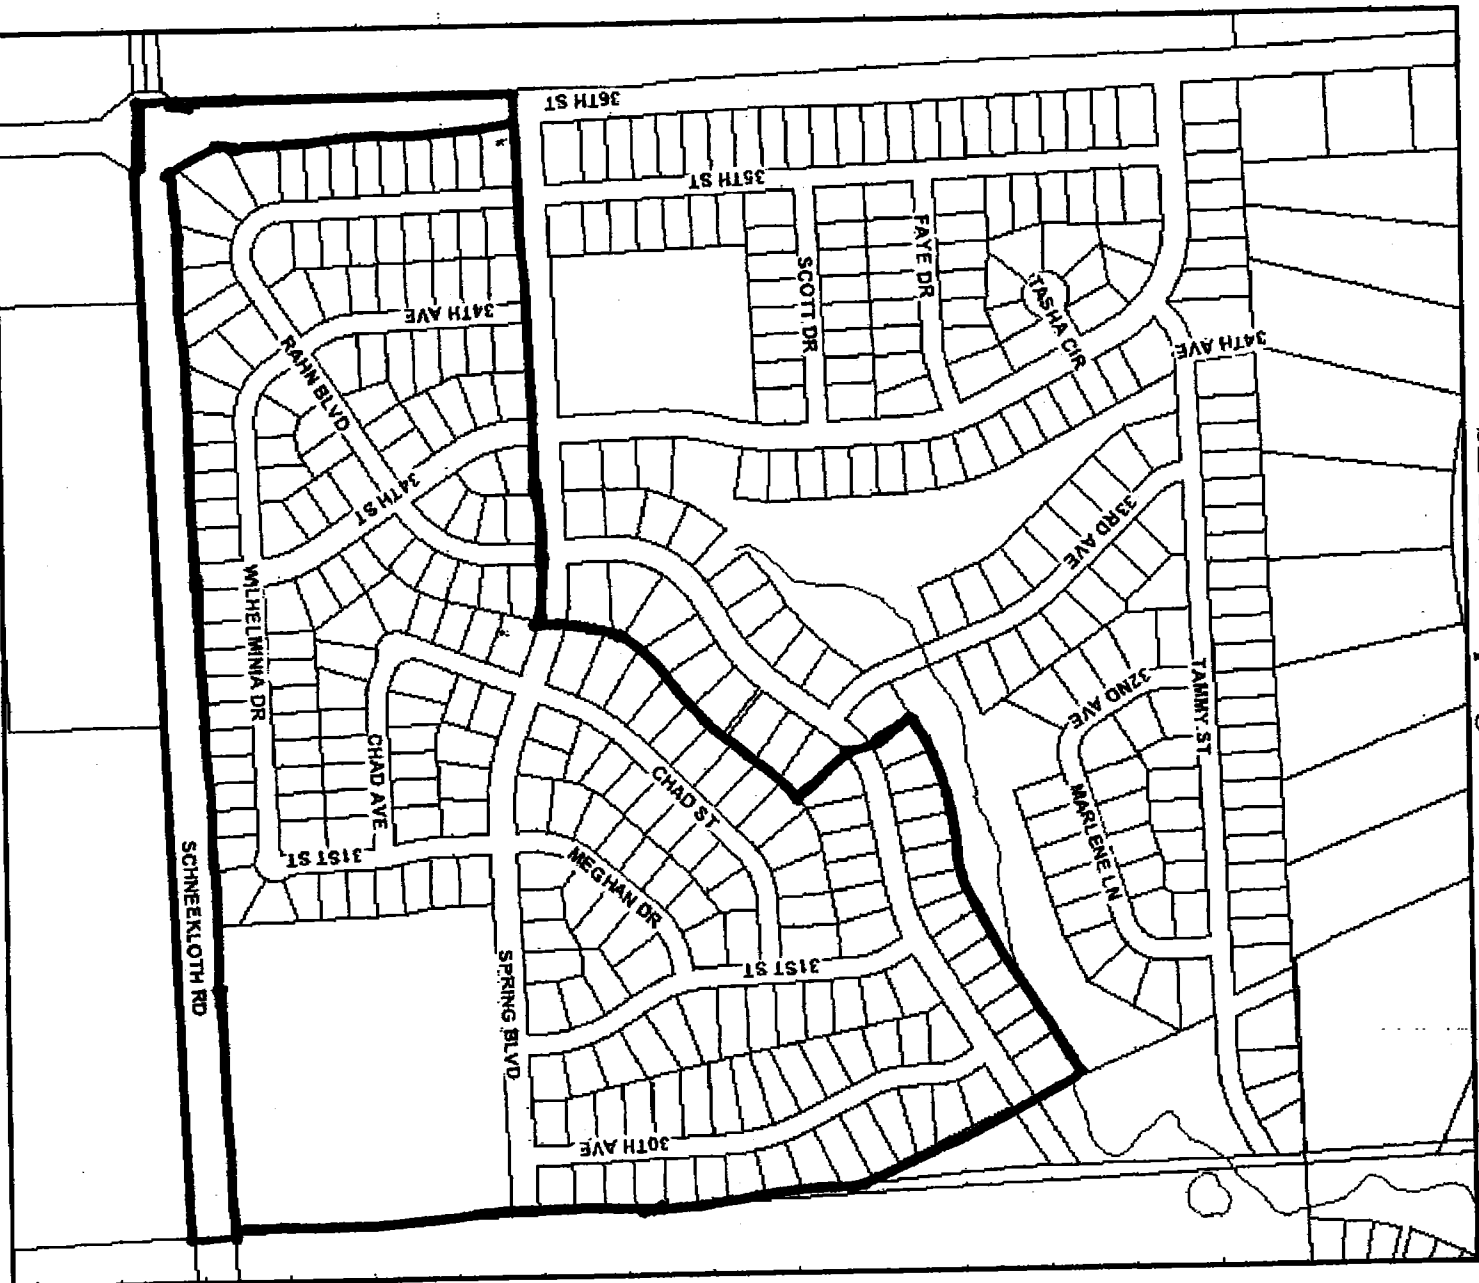 36TH ST
35TH ST
FAYE DR
SCOTT DR
TASHA CIR
34TH AVE
34TH AVE
RAHN BLVD
34TH ST
33RD AVE
WILHELMINIA DR
32ND AVE
TAMMY ST
CHAD AVE
CHAD ST
MARLENE LN
SCHNEEKLOTH RD
31ST ST
MEGHAN DR
31ST ST
SPRING BLVD
30TH AVE